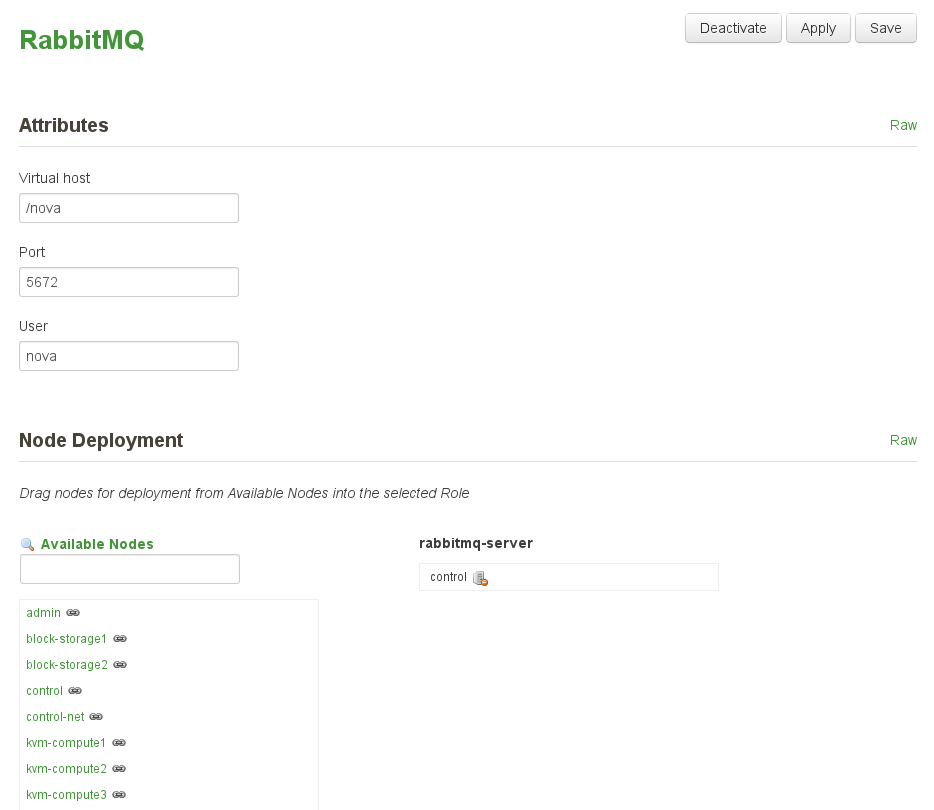 RabbitMQ
Deactivate Apply Save
Attributes
Raw
Virtual host
/nova
Port
5672
User
nova
Node Deployment
Raw
Drag nodes for deployment from Available Nodes into the selected Role
Available Nodes
admin
block-storage1
block-storage2
control
control-net
kvm-compute1
kvm-compute2
kvm-compute3
rabbitmq-server
control